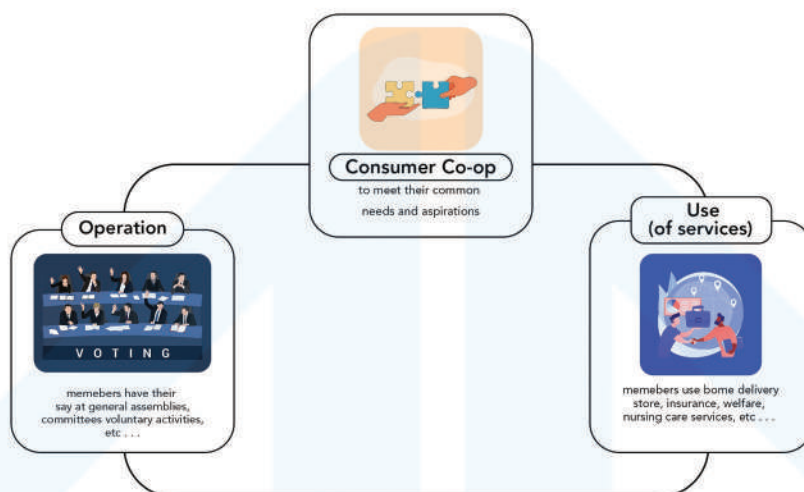 Consumer Co-op
to meet their common
needs and aspirations
Operation
VOTING
memebers have their
say at general assemblies,
committees voluntary activities,
etc . . .
Use
(of services)
memebers use bome delivery
store, insurance, welfare,
nursing care services, etc . . .